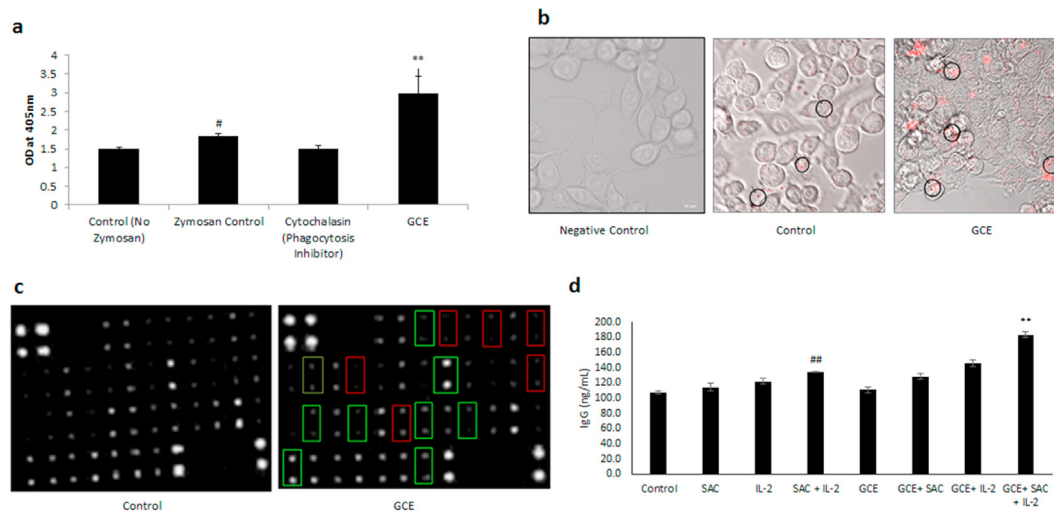 a
OD at 405nm
4
3.5
3
2.5
2
1.5
1
0.5
0
#
**
Control (No Zymosan)
Zymosan Control
Cytochalasin (Phagocytosis Inhibitor)
GCE
b
Negative Control
Control
GCE
c
Control
GCE
d
IgG (ng/mL)
200.0
180.0
160.0
140.0
120.0
100.0
80.0
60.0
40.0
20.0
0.0
##
**
Control
SAC
IL-2
SAC + IL-2
GCE
GCE+ SAC
GCE+ IL-2
GCE+ SAC + IL-2